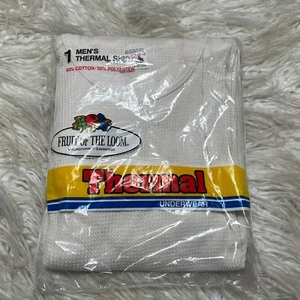 1 MEN'S
THERMAL SHIRT
50% COTTON/50% POLYESTER
FRUIT OF THE LOOM.
Thermal
UNDERWEAR